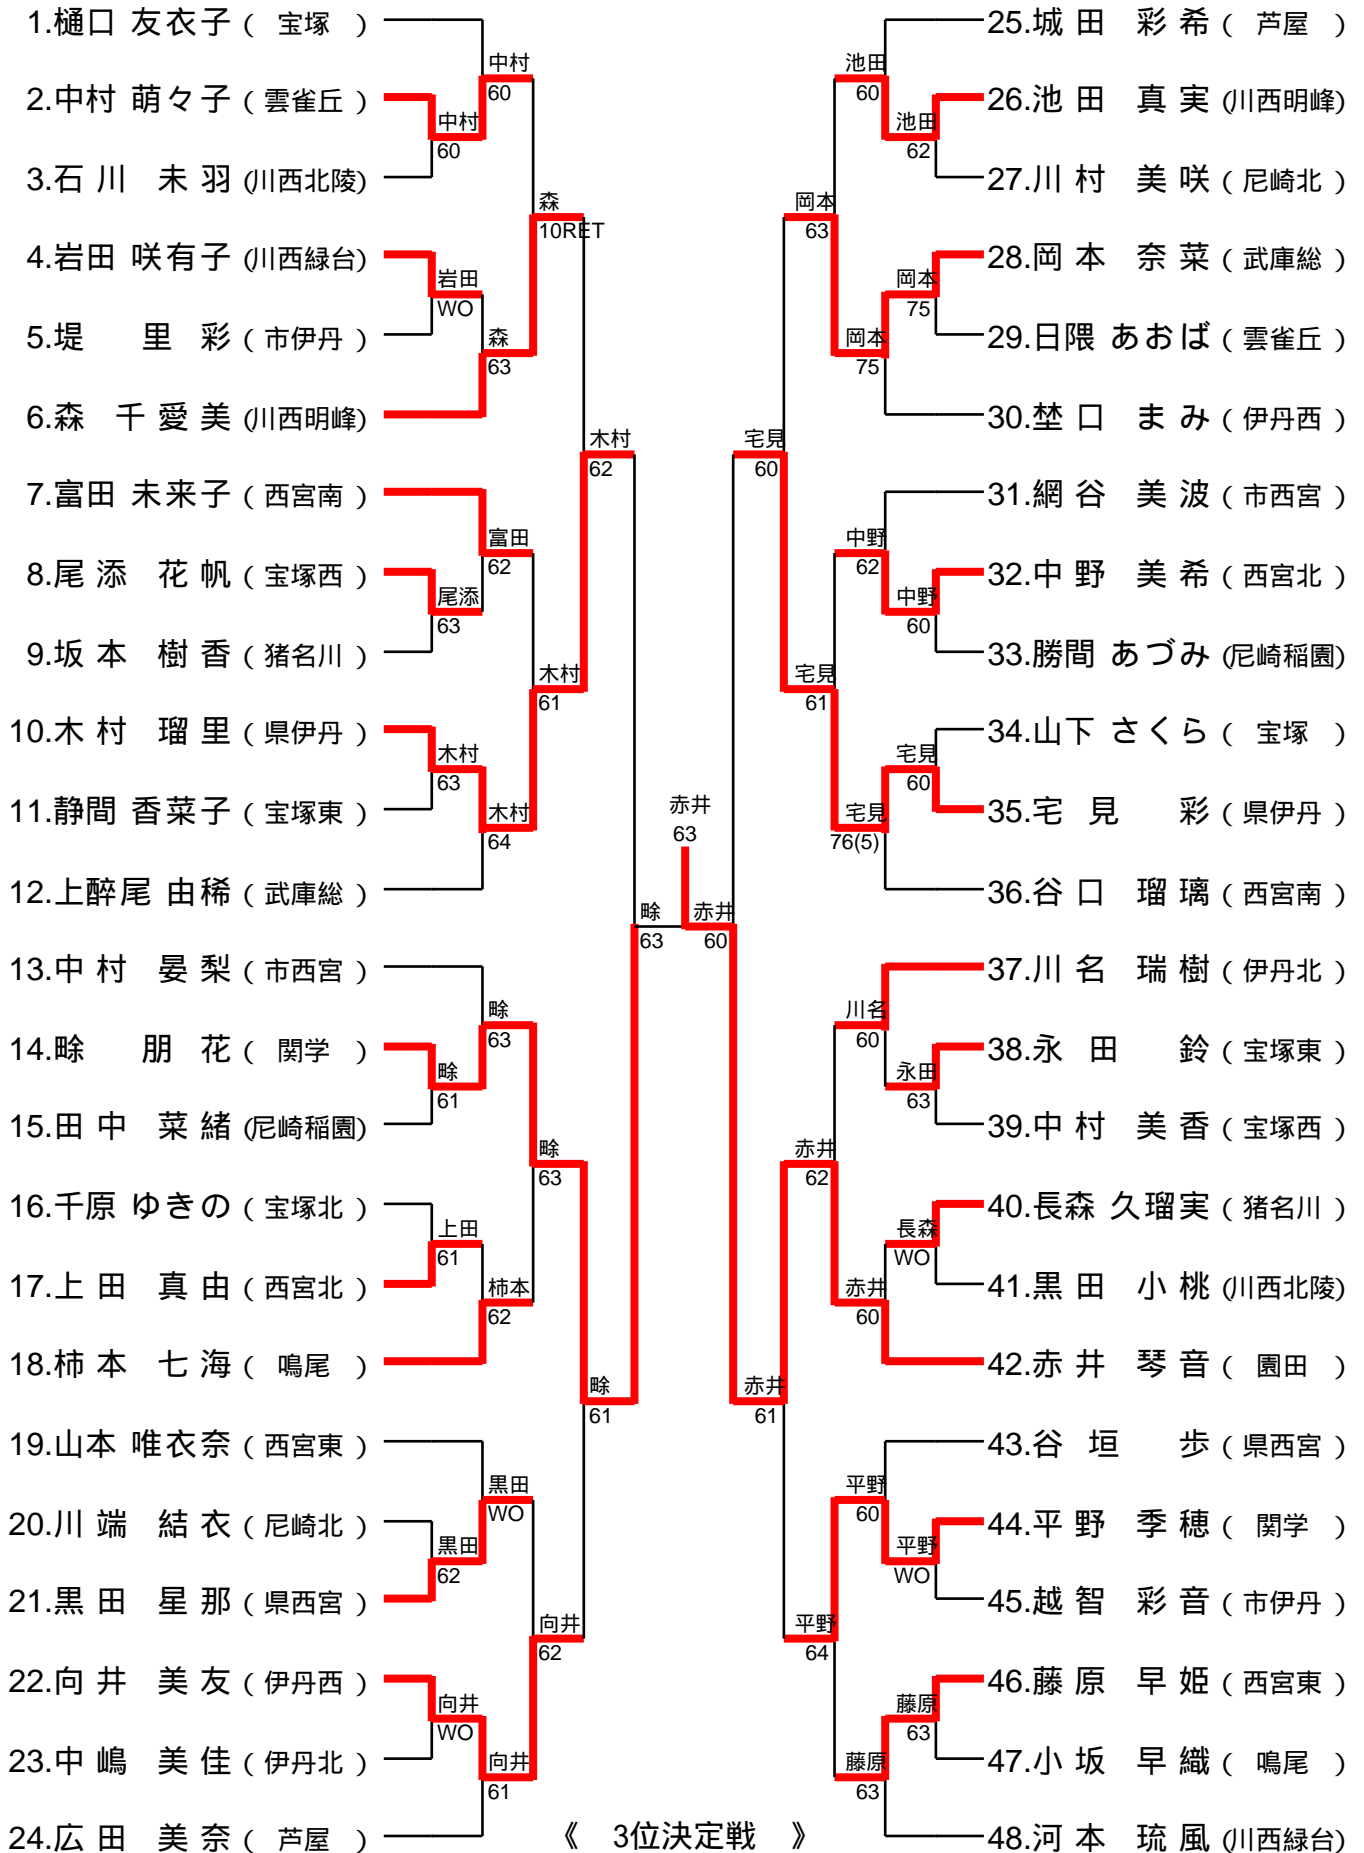 1.樋口 友衣子 ( 宝塚 )
2.中村 萌々子 ( 雲雀丘 )
3.石川 未羽 (川西北陵)
4.岩田 咲有子 (川西緑台)
5.堤 里彩 ( 市伊丹 )
6.森 千愛美 (川西明峰)
7.富田 未来子 ( 西宮南 )
8.尾添 花帆 ( 宝塚西 )
9.坂本 樹香 ( 猪名川 )
10.木村 瑠里 ( 県伊丹 )
11.静間 香菜子 ( 宝塚東 )
12.上醉尾 由稀 ( 武庫総 )
13.中村 晏梨 ( 市西宮 )
14.畭 朋花 ( 関学 )
15.田中 菜緒 (尼崎稲園)
16.千原 ゆきの ( 宝塚北 )
17.上田 真由 ( 西宮北 )
18.柿本 七海 ( 鳴尾 )
19.山本 唯衣奈 ( 西宮東 )
20.川端 結衣 ( 尼崎北 )
21.黒田 星那 ( 県西宮 )
22.向井 美友 ( 伊丹西 )
23.中嶋 美佳 ( 伊丹北 )
24.広田 美奈 ( 芦屋 )
中村
60
岩田
WO
尾添
63
木村
63
畭
61
上田
61
黒田
62
向井
WO
中村
60
森
63
富田
62
木村
64
畭
63
柿本
62
黒田
WO
向井
61
森
10RET
木村
61
畭
63
向井
62
木村
62
畭
61
畭
63
赤井
63
赤井
60
宅見
60
赤井
61
岡本
63
宅見
61
赤井
62
平野
64
池田
60
岡本
75
中野
62
宅見
76(5)
川名
60
赤井
60
平野
60
藤原
63
池田
62
岡本
75
中野
60
宅見
60
永田
63
長森
WO
平野
WO
藤原
63
25.城田 彩希 ( 芦屋 )
26.池田 真実 (川西明峰)
27.川村 美咲 ( 尼崎北 )
28.岡本 奈菜 ( 武庫総 )
29.日隈 あおば ( 雲雀丘 )
30.埜口 まみ ( 伊丹西 )
31.網谷 美波 ( 市西宮 )
32.中野 美希 ( 西宮北 )
33.勝間 あづみ (尼崎稲園)
34.山下 さくら ( 宝塚 )
35.宅見 彩 ( 県伊丹 )
36.谷口 瑠璃 ( 西宮南 )
37.川名 瑞樹 ( 伊丹北 )
38.永田 鈴 ( 宝塚東 )
39.中村 美香 ( 宝塚西 )
40.長森 久瑠実 ( 猪名川 )
41.黒田 小桃 (川西北陵)
42.赤井 琴音 ( 園田 )
43.谷垣 歩 ( 県西宮 )
44.平野 季穂 ( 関学 )
45.越智 彩音 ( 市伊丹 )
46.藤原 早姫 ( 西宮東 )
47.小坂 早織 ( 鳴尾 )
48.河本 琉風 (川西緑台)
《 3位決定戦 》